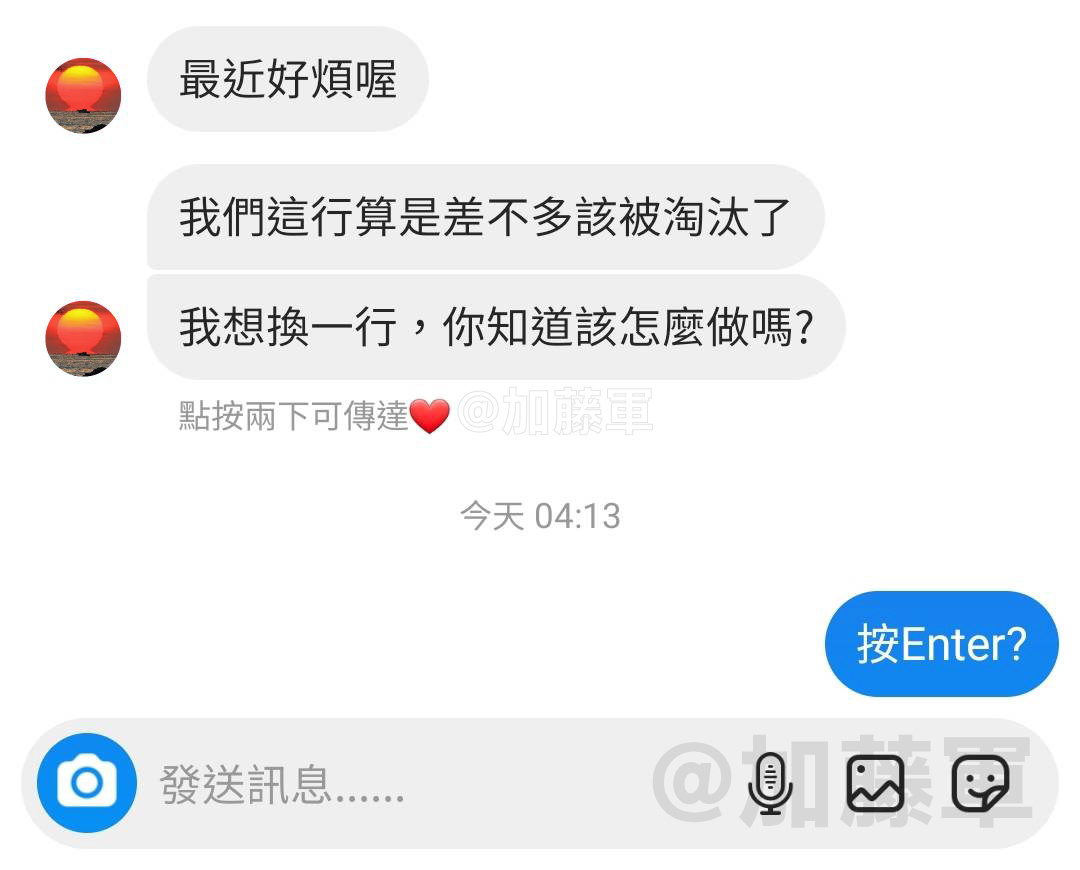 最近好煩喔
我們這行算是差不多該被淘汰了
我想換一行，你知道該怎麼做嗎?
點按兩下可傳達❤️ @加藤軍
今天 04:13
按Enter?
發送訊息......
@加藤軍